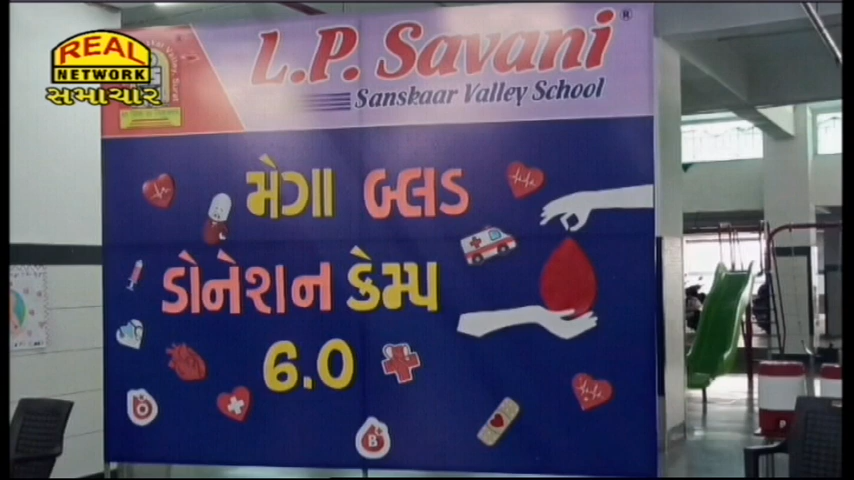 REAL
NETWORK
સમાચાર
L.P. Savani®
Sanskaar Valley School
મેગા બ્લડ
ડોનેશન કેમ્પ
6.0
B+